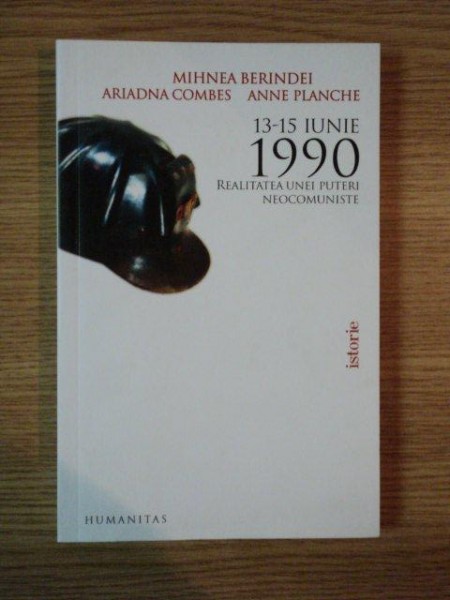 MIHNEA BERINDEI
ARIADNA COMBES ANNE PLANCHE
13-15 IUNIE
1990
REALITATEA UNEI PUTERI
NEOCOMUNISTE
istorie
HUMANITAS